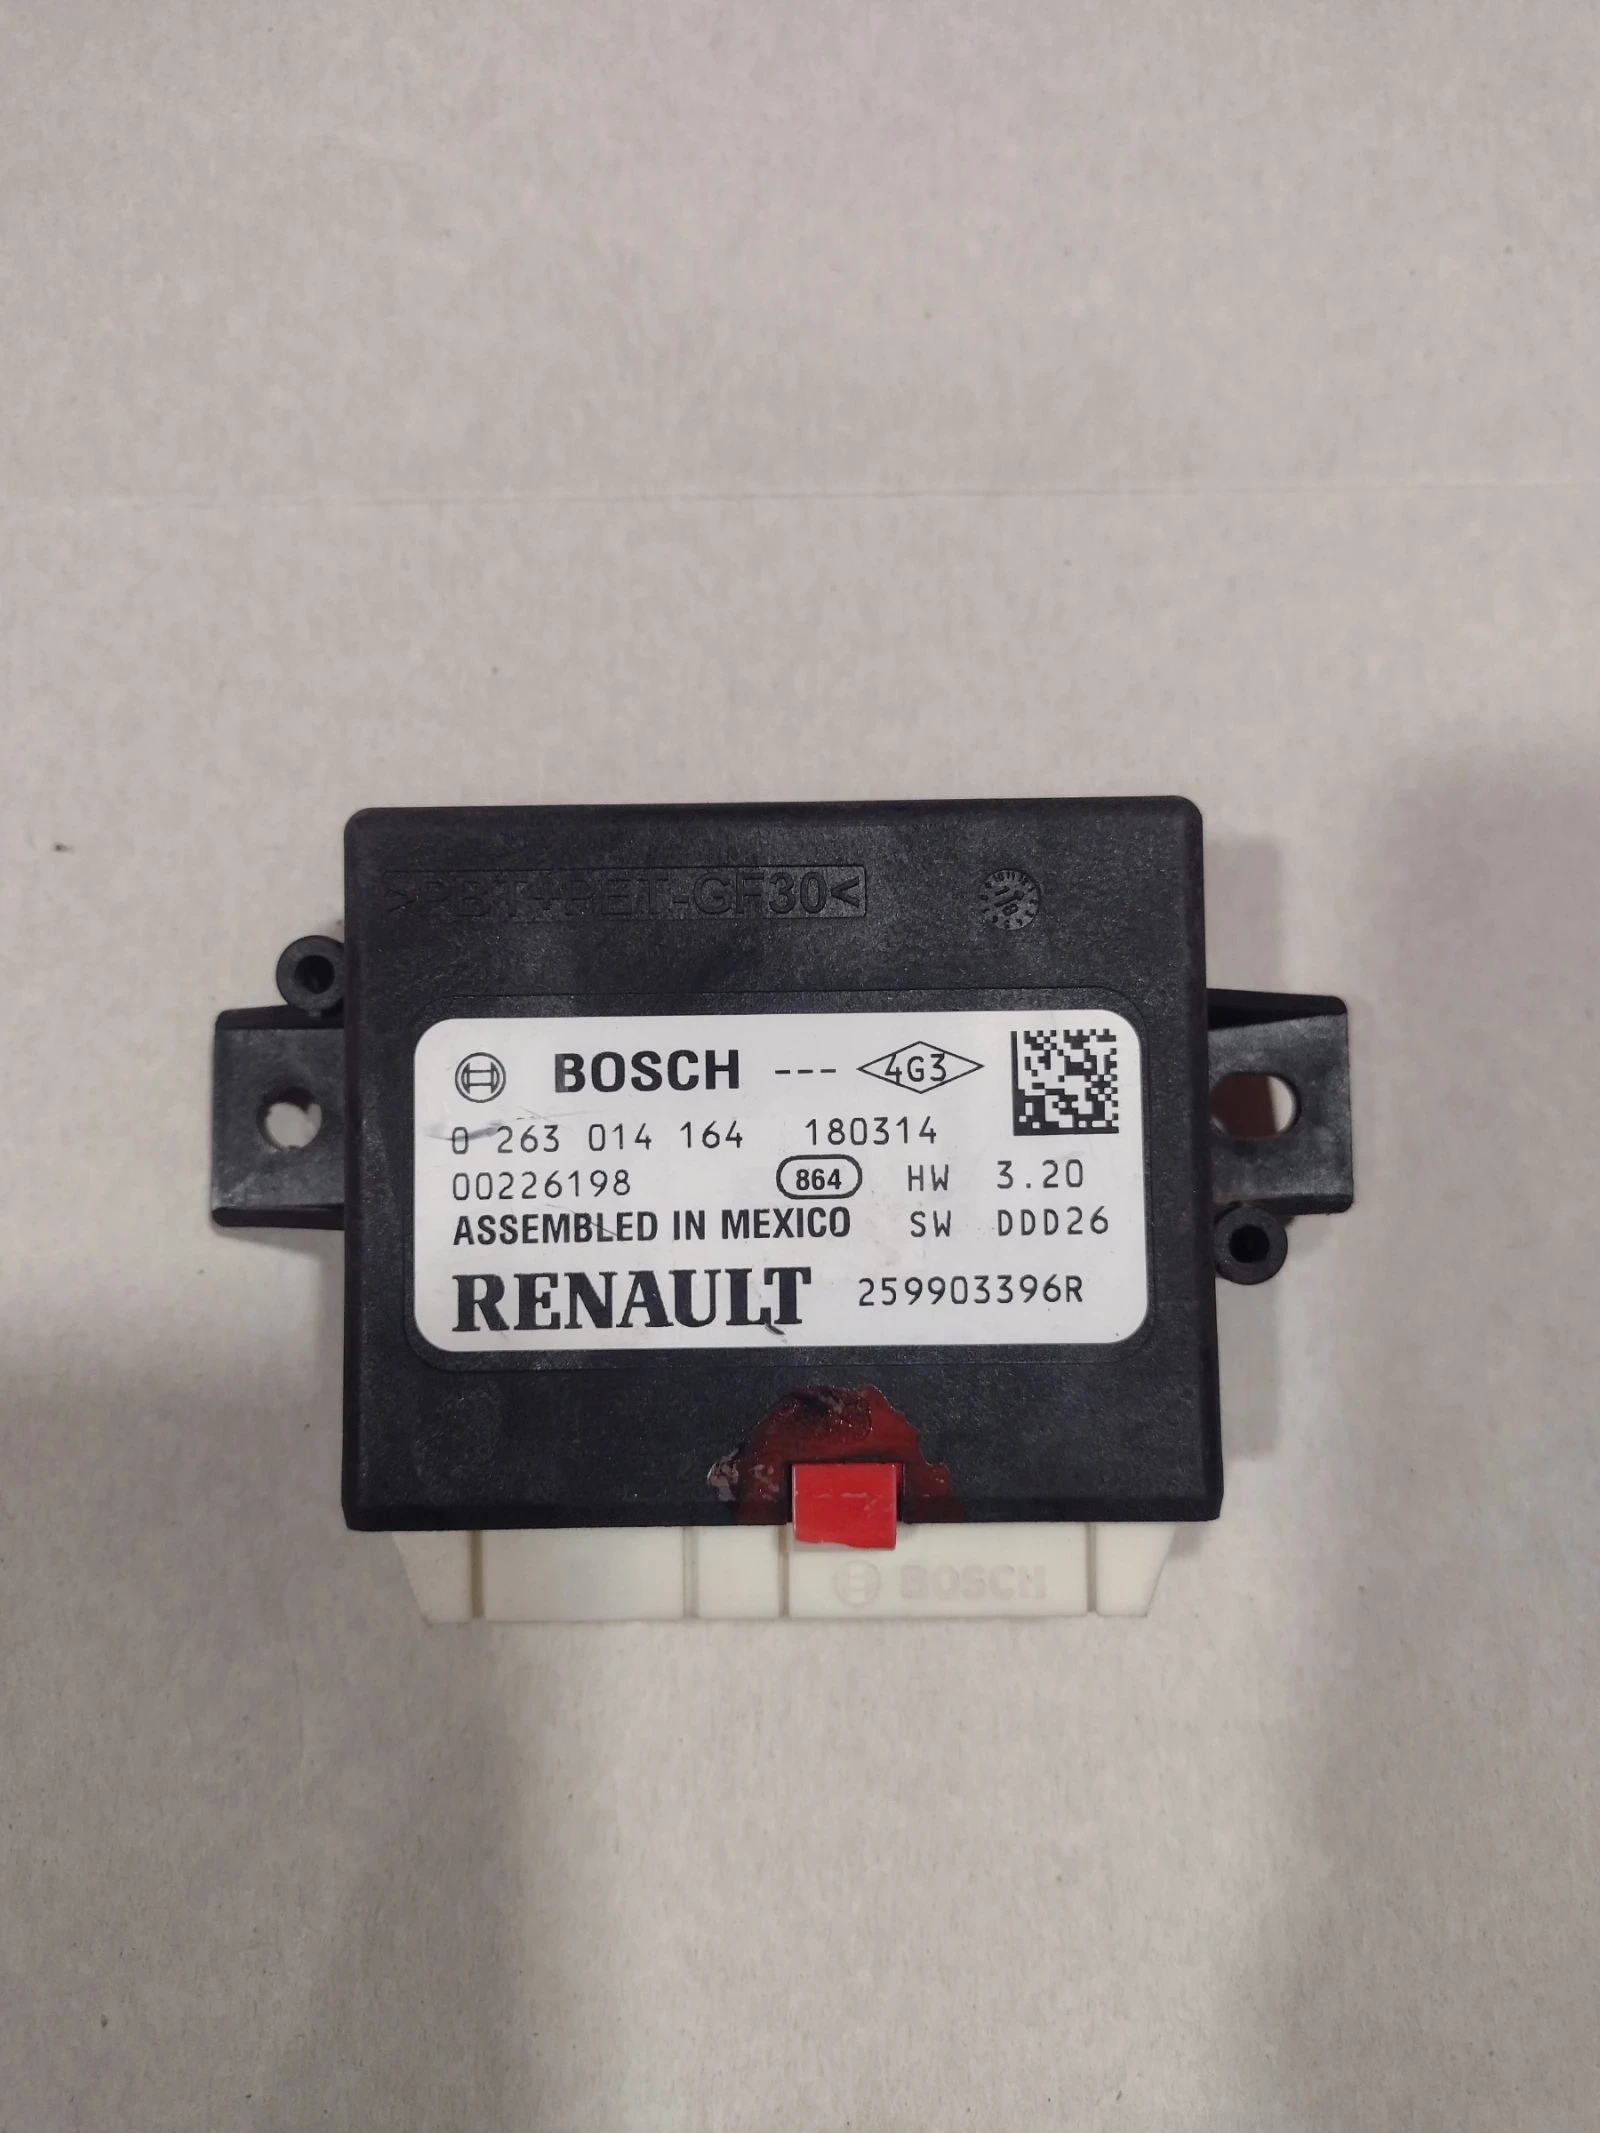 >PBT+PET-GF30<
BOSCH --- 4G3
0 263 014 164 180314
00226198 864 HW 3.20
ASSEMBLED IN MEXICO SW DDD26
RENAULT 259903396R
BOSCH